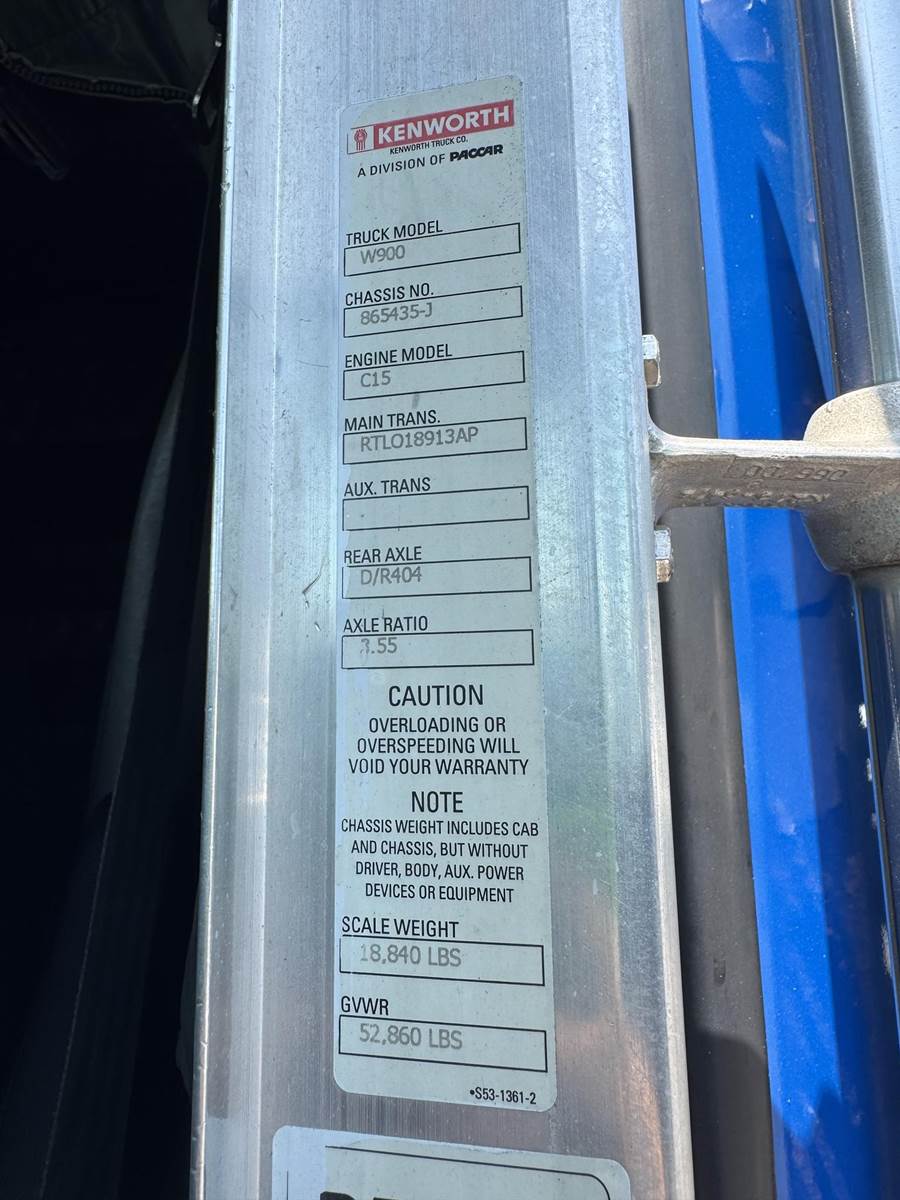 KENWORTH
KENWORTH TRUCK CO.
A DIVISION OF PACCAR
TRUCK MODEL
W900
CHASSIS NO.
865435-J
ENGINE MODEL
C15
MAIN TRANS.
RTLO18913AP
AUX. TRANS
REAR AXLE
D/R404
AXLE RATIO
3.55
CAUTION
OVERLOADING OR
OVERSPEEDING WILL
VOID YOUR WARRANTY
NOTE
CHASSIS WEIGHT INCLUDES CAB
AND CHASSIS, BUT WITHOUT
DRIVER, BODY, AUX. POWER
DEVICES OR EQUIPMENT
SCALE WEIGHT
18,840 LBS
GVWR
52,860 LBS
•S53-1361-2